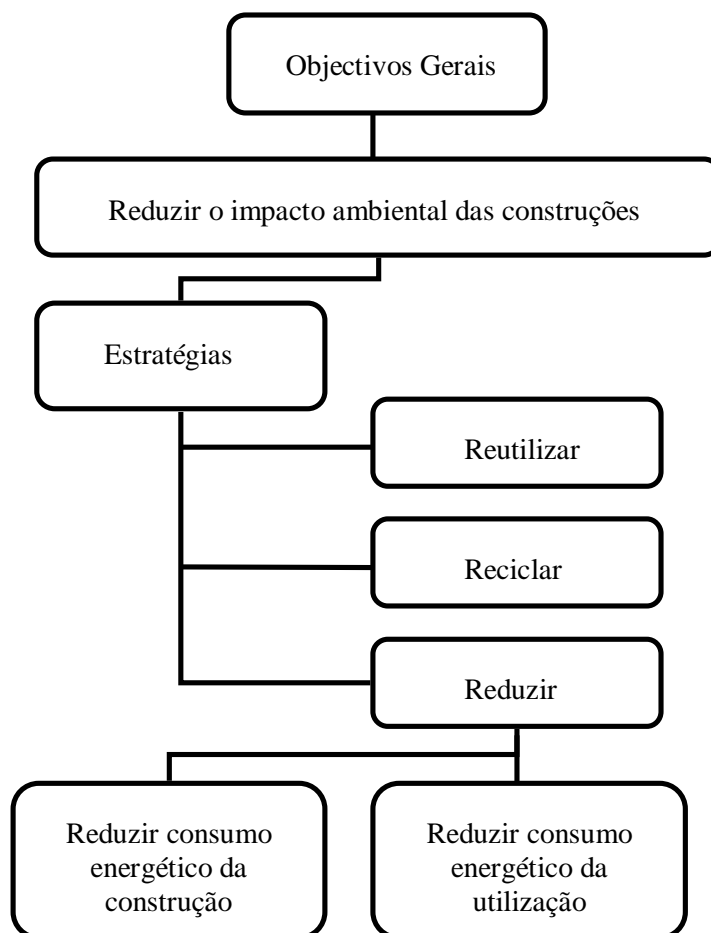 Objectivos Gerais
Reduzir o impacto ambiental das construções
Estratégias
Reutilizar
Reciclar
Reduzir
Reduzir consumo
energético da
construção
Reduzir consumo
energético da
utilização